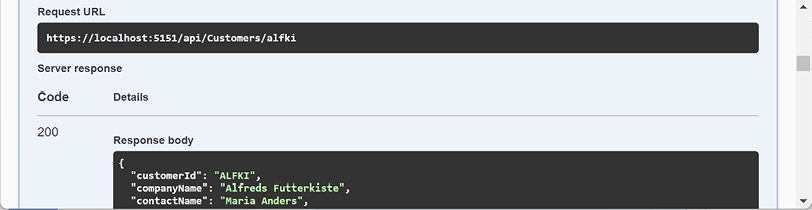 Request URL
https://localhost:5151/api/Customers/alfki
Server response
Code Details
200
Response body
{
"customerId": "ALFKI",
"companyName": "Alfreds Futterkiste",
"contactName": "Maria Anders",